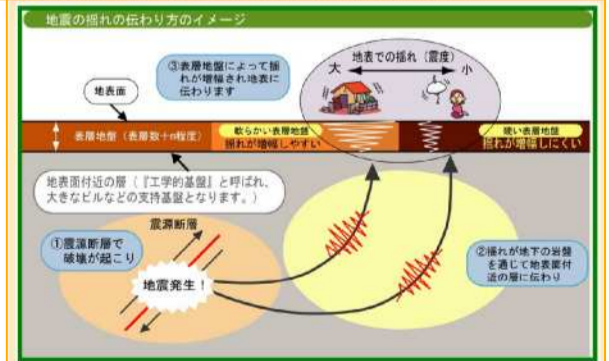 地震の揺れの伝わり方のイメージ
地表での揺れ（震度）
大
小
③表層地盤によって揺
れが増幅され地表に
伝わります
地表面
表層地盤（表層数十m程度）
軟らかい表層地盤
揺れが増幅しやすい
硬い表層地盤
揺れが増幅しにくい
地表面付近の層（『工学的基盤』と呼ばれ、
大きなビルなどの支持基盤となります。）
震源断層
①震源断層で
破壊が起こり
地震発生！
②揺れが地下の岩盤
を通じて地表面付
近の層に伝わり